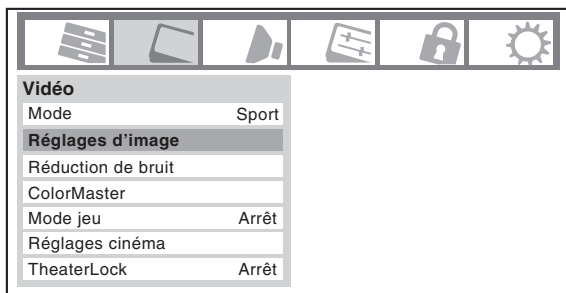 Vidéo
Mode Sport
Réglages d'image
Réduction de bruit
ColorMaster
Mode jeu Arrêt
Réglages cinéma
TheaterLock Arrêt